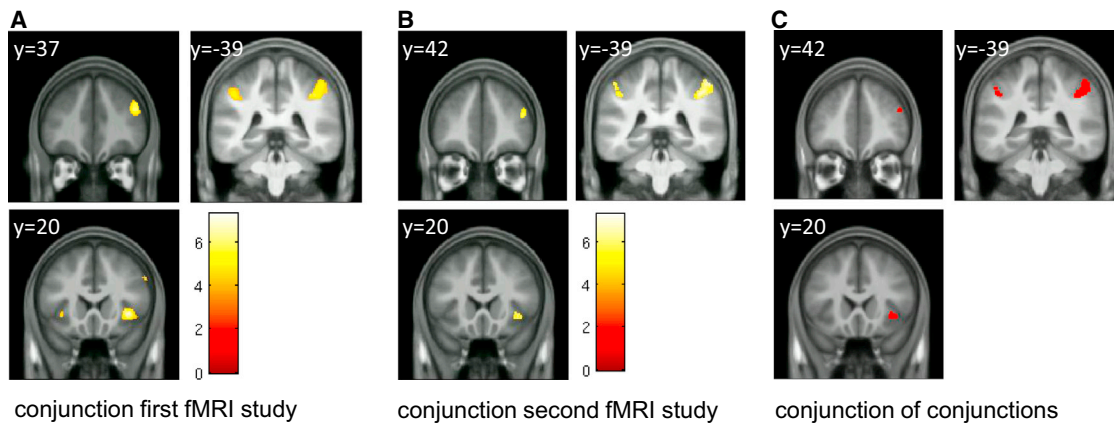 A
y=37
y=-39
y=20
6
4
2
0
conjunction first fMRI study
B
y=42
y=-39
y=20
6
4
2
0
conjunction second fMRI study
C
y=42
y=-39
y=20
conjunction of conjunctions